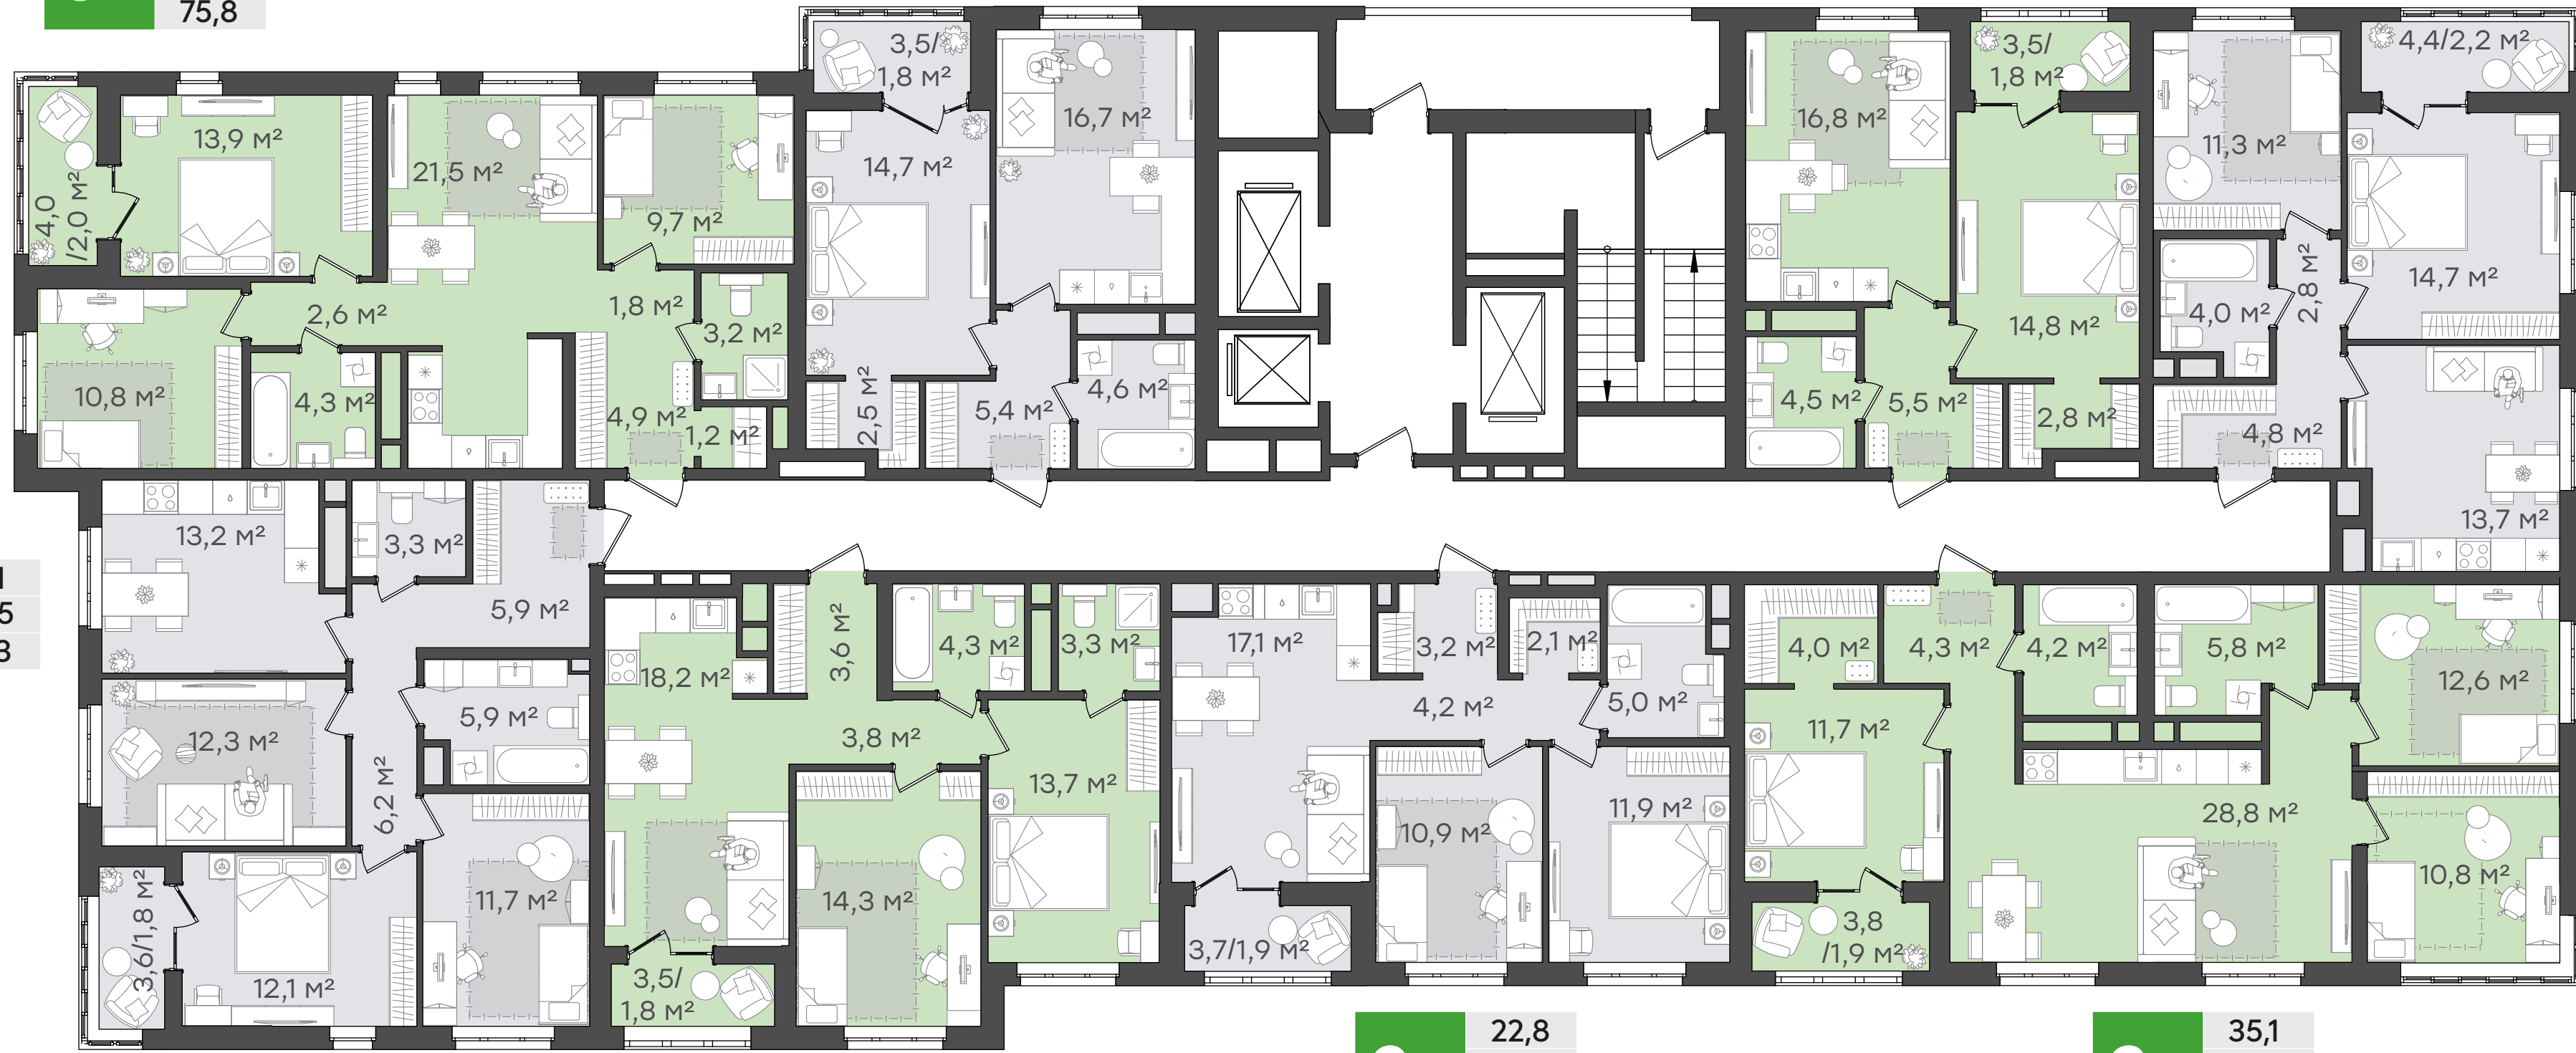 75,8
3,5/
1,8 м²
16,7 м²
3,5/
1,8 м²
4,4/2,2 м²
13,9 м²
21,5 м²
9,7 м²
14,7 м²
16,8 м²
11,3 м²
4,0
/2,0 м²
2,6 м²
1,8 м²
3,2 м²
14,8 м²
4,0 м²
2,8 м²
14,7 м²
10,8 м²
4,3 м²
4,9 м²
1,2 м²
2,5 м²
5,4 м²
4,6 м²
4,5 м²
5,5 м²
2,8 м²
4,8 м²
13,2 м²
3,3 м²
13,7 м²
1
5
3
5,9 м²
18,2 м²
3,6 м²
4,3 м²
3,3 м²
17,1 м²
3,2 м²
2,1 м²
4,0 м²
4,3 м²
4,2 м²
5,8 м²
12,6 м²
12,3 м²
5,9 м²
3,8 м²
4,2 м²
5,0 м²
11,7 м²
6,2 м²
13,7 м²
10,9 м²
11,9 м²
28,8 м²
3,6/1,8 м²
11,7 м²
14,3 м²
10,8 м²
12,1 м²
3,5/
1,8 м²
3,7/1,9 м²
3,8
/1,9 м²
22,8
35,1